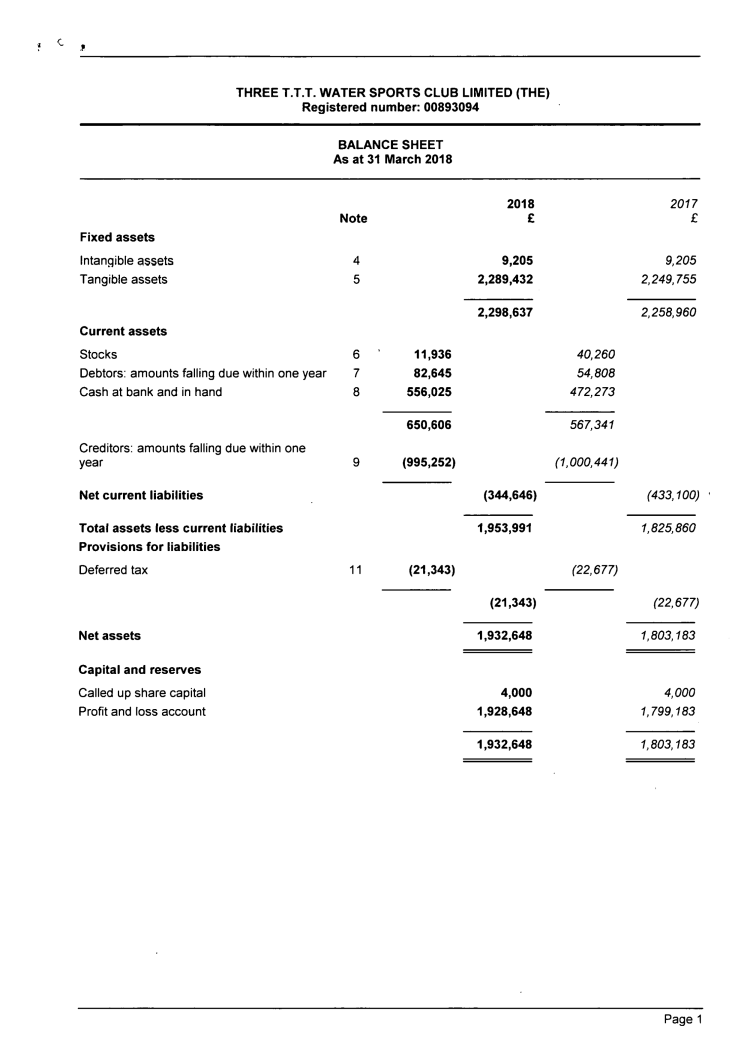 THREE T.T.T. WATER SPORTS CLUB LIMITED (THE)
Registered number: 00893094
BALANCE SHEET
As at 31 March 2018
2018 2017
Note £ £
Fixed assets
Intangible assets 4 9,205 9,205
Tangible assets 5 2,289,432 2,249,755
2,298,637 2,258,960
Current assets
Stocks 6 11,936 40,260
Debtors: amounts falling due within one year 7 82,645 54,808
Cash at bank and in hand 8 556,025 472,273
650,606 567,341
Creditors: amounts falling due within one
year 9 (995,252) (1,000,441)
Net current liabilities (344,646) (433,100)
Total assets less current liabilities 1,953,991 1,825,860
Provisions for liabilities
Deferred tax 11 (21,343) (22,677)
(21,343) (22,677)
Net assets 1,932,648 1,803,183
Capital and reserves
Called up share capital 4,000 4,000
Profit and loss account 1,928,648 1,799,183
1,932,648 1,803,183
Page 1